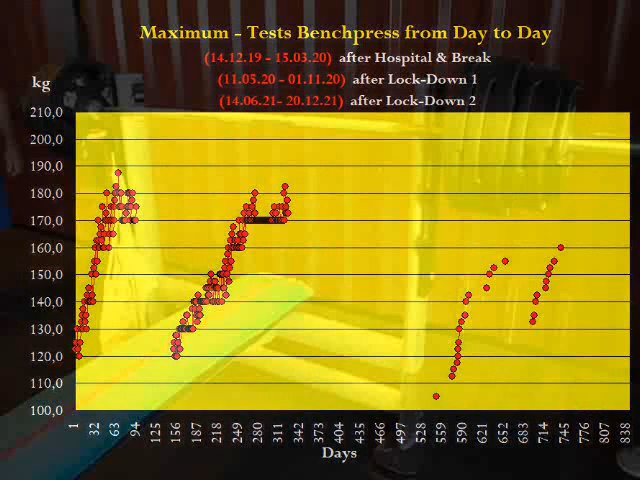 Maximum - Tests Benchpress from Day to Day
(14.12.19 - 15.03.20) after Hospital & Break
(11.05.20 - 01.11.20) after Lock-Down 1
(14.06.21- 20.12.21) after Lock-Down 2
kg
210,0
200,0
190,0
180,0
170,0
160,0
150,0
140,0
130,0
120,0
110,0
100,0
1 32 63 94 125 156 187 218 249 280 311 342 373 404 435 466 497 528 559 590 621 652 683 714 745 776 807 838
Days